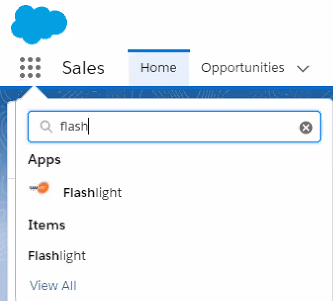 Sales Home Opportunities
flash
Apps
Flashlight
Items
Flashlight
View All